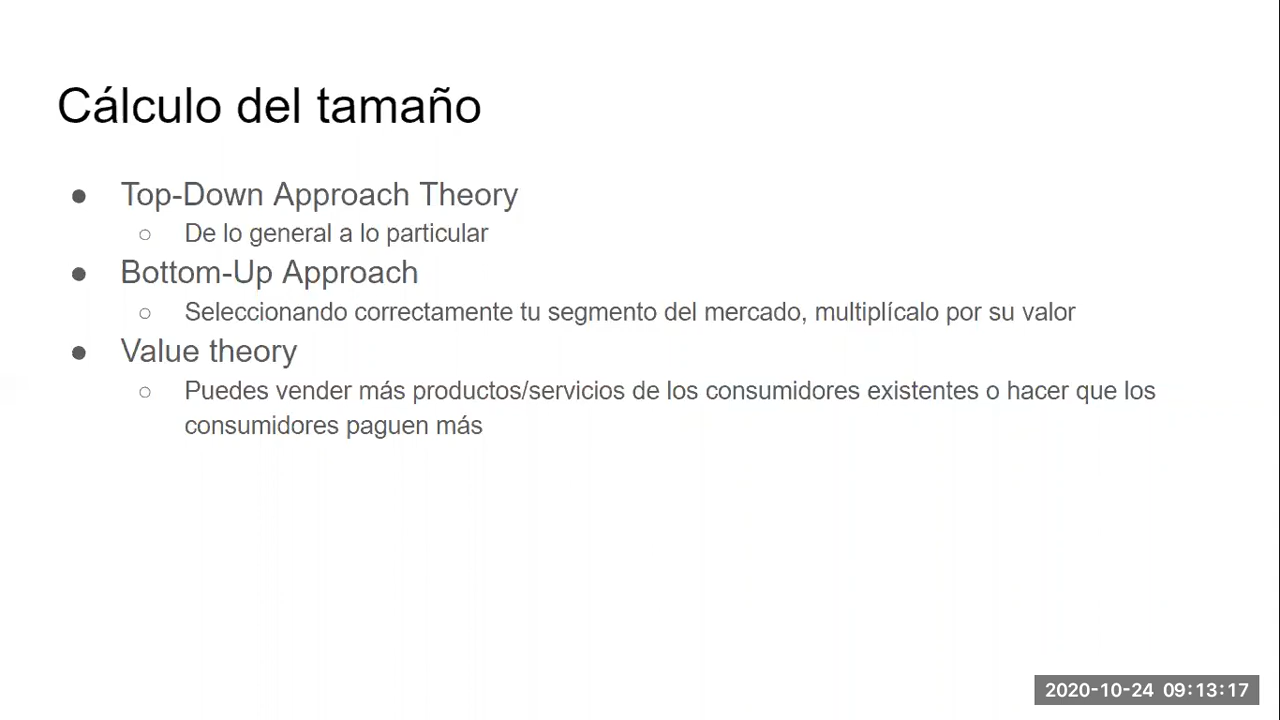 Cálculo del tamaño
● Top-Down Approach Theory
○ De lo general a lo particular
● Bottom-Up Approach
○ Seleccionando correctamente tu segmento del mercado, multiplícalo por su valor
● Value theory
○ Puedes vender más productos/servicios de los consumidores existentes o hacer que los
consumidores paguen más
2020-10-24 09:13:17